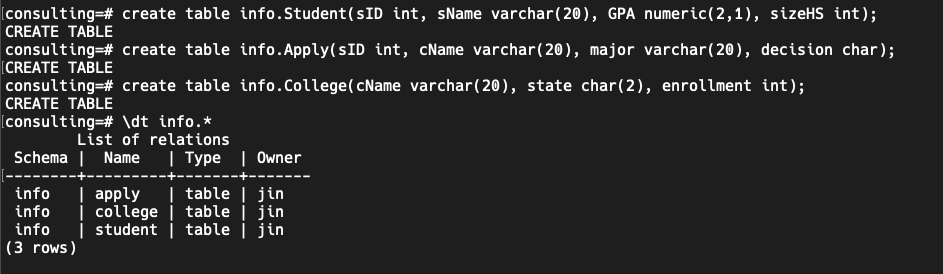 consulting=# create table info.Student(sID int, sName varchar(20), GPA numeric(2,1), sizeHS int);
CREATE TABLE
consulting=# create table info.Apply(sID int, cName varchar(20), major varchar(20), decision char);
[CREATE TABLE
consulting=# create table info.College(cName varchar(20), state char(2), enrollment int);
CREATE TABLE
[consulting=# \dt info.*
        List of relations
 Schema |  Name   | Type  | Owner
[--------+---------+-------+-------
 info   | apply   | table | jin
 info   | college | table | jin
 info   | student | table | jin
(3 rows)